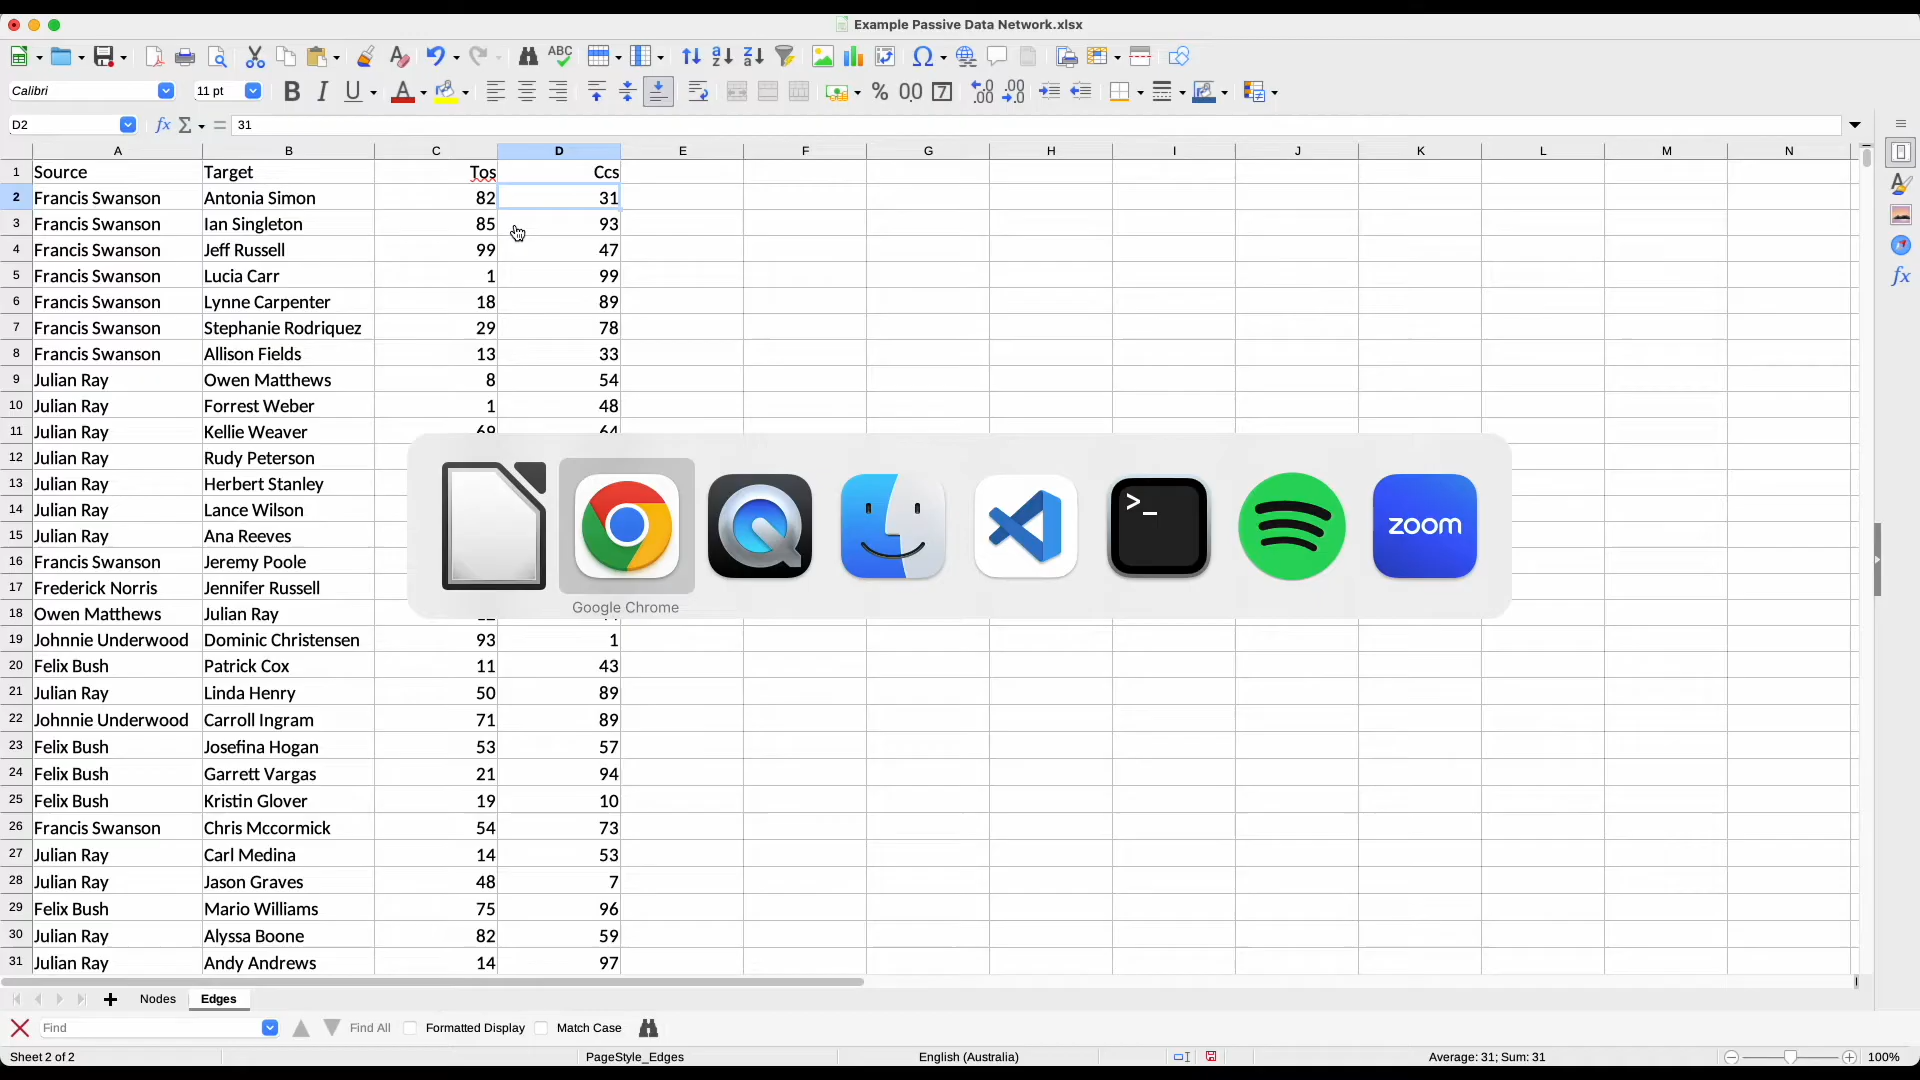 Example Passive Data Network.xlsx
ABC
Calibri 11 pt B I U A % 0.0 7 .00 .00
D2 fx Σ = 31
A B C D E F G H I J K L M N
1 Source Target Tos Ccs
2 Francis Swanson Antonia Simon 82 31
3 Francis Swanson Ian Singleton 85 93
4 Francis Swanson Jeff Russell 99 47
5 Francis Swanson Lucia Carr 1 99
6 Francis Swanson Lynne Carpenter 18 89
7 Francis Swanson Stephanie Rodriquez 29 78
8 Francis Swanson Allison Fields 13 33
9 Julian Ray Owen Matthews 8 54
10 Julian Ray Forrest Weber 1 48
11 Julian Ray Kellie Weaver 69 64
12 Julian Ray Rudy Peterson
13 Julian Ray Herbert Stanley
14 Julian Ray Lance Wilson
15 Julian Ray Ana Reeves
zoom
16 Francis Swanson Jeremy Poole
17 Frederick Norris Jennifer Russell
Google Chrome
18 Owen Matthews Julian Ray
19 Johnnie Underwood Dominic Christensen 93 1
20 Felix Bush Patrick Cox 11 43
21 Julian Ray Linda Henry 50 89
22 Johnnie Underwood Carroll Ingram 71 89
23 Felix Bush Josefina Hogan 53 57
24 Felix Bush Garrett Vargas 21 94
25 Felix Bush Kristin Glover 19 10
26 Francis Swanson Chris Mccormick 54 73
27 Julian Ray Carl Medina 14 53
28 Julian Ray Jason Graves 48 7
29 Felix Bush Mario Williams 75 96
30 Julian Ray Alyssa Boone 82 59
31 Julian Ray Andy Andrews 14 97
Nodes Edges
Find Find All Formatted Display Match Case
Sheet 2 of 2 PageStyle_Edges English (Australia) Average: 31; Sum: 31 100%